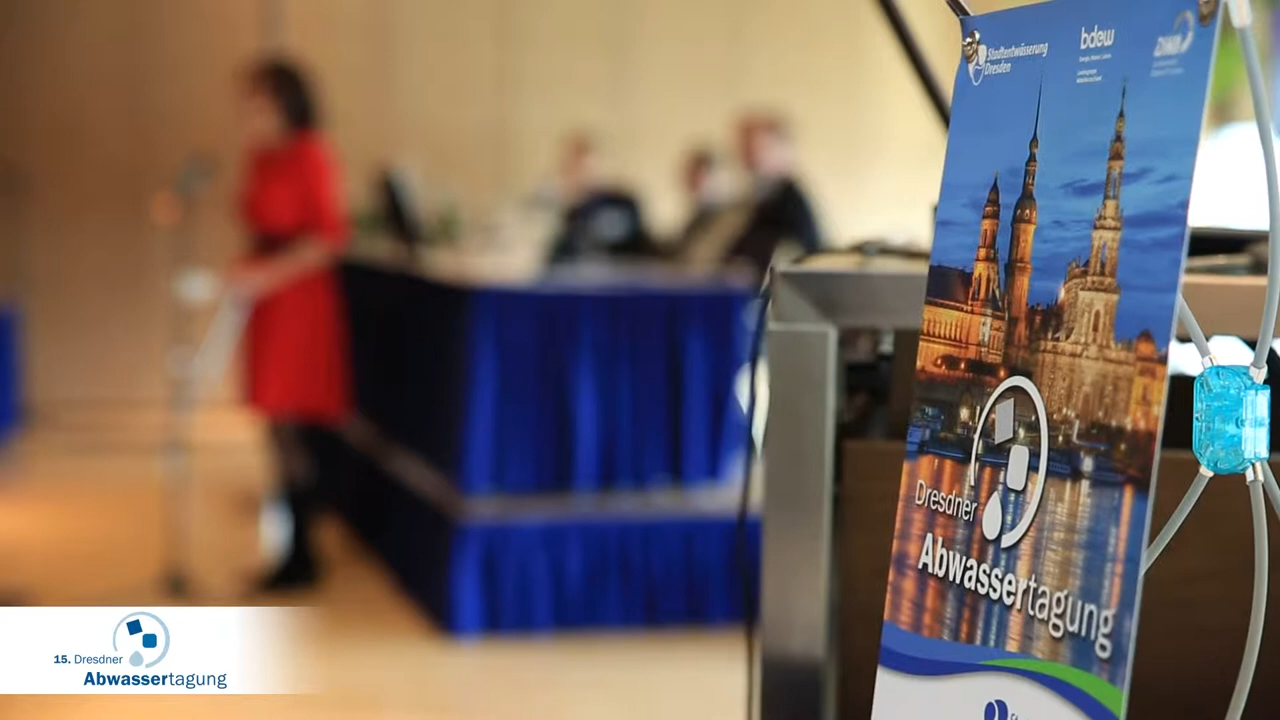 Stadtentwässerung
Dresden
bdew
Dresdner
Abwassertagung
15. Dresdner
Abwassertagung